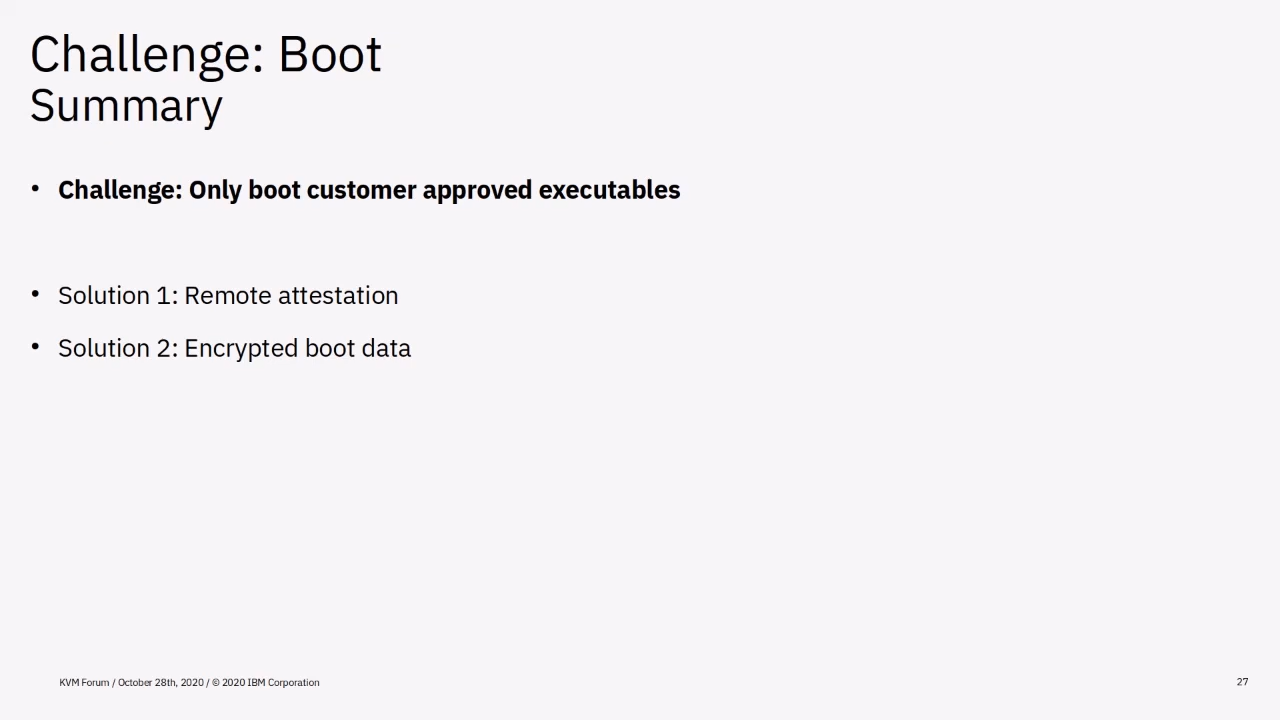 Challenge: Boot
Summary
• Challenge: Only boot customer approved executables
• Solution 1: Remote attestation
• Solution 2: Encrypted boot data
KVM Forum / October 28th, 2020 / © 2020 IBM Corporation
27